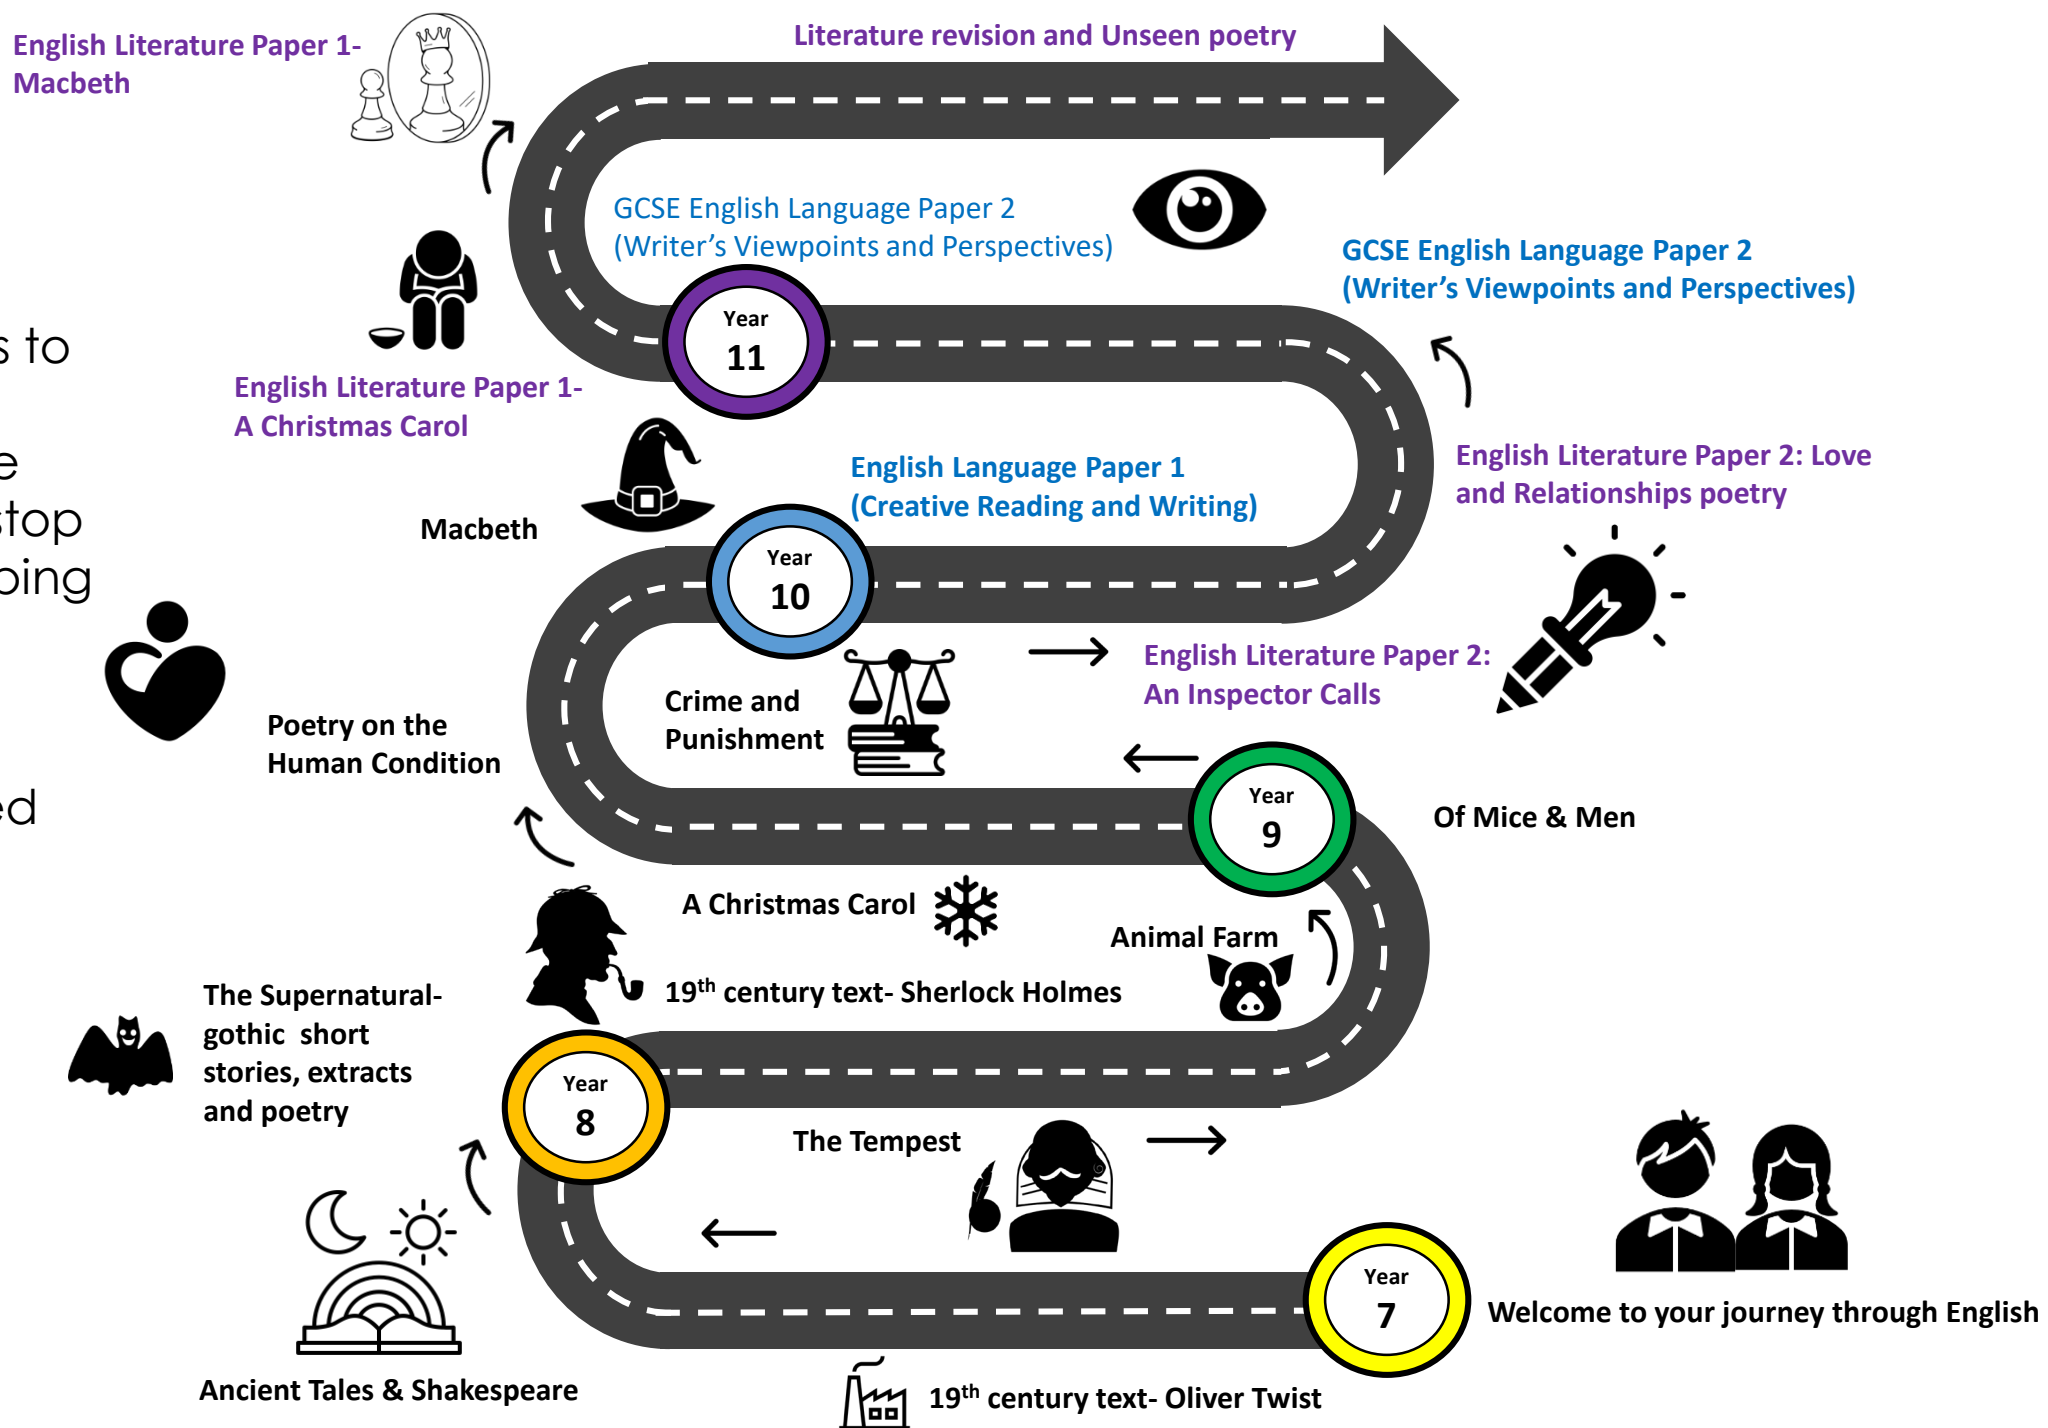 English Literature Paper 1-
Macbeth
Literature revision and Unseen poetry
GCSE English Language Paper 2
(Writer's Viewpoints and Perspectives)
GCSE English Language Paper 2
(Writer's Viewpoints and Perspectives)
Year
11
s to
English Literature Paper 1-
A Christmas Carol
e
stop
English Language Paper 1
(Creative Reading and Writing)
English Literature Paper 2: Love
and Relationships poetry
Macbeth
Year
10
English Literature Paper 2:
An Inspector Calls
Crime and
Punishment
Poetry on the
Human Condition
Year
9
Of Mice & Men
A Christmas Carol
Animal Farm
19th century text- Sherlock Holmes
The Supernatural-
gothic short
stories, extracts
and poetry
Year
8
The Tempest
Year
7
Welcome to your journey through English
Ancient Tales & Shakespeare
19th century text- Oliver Twist